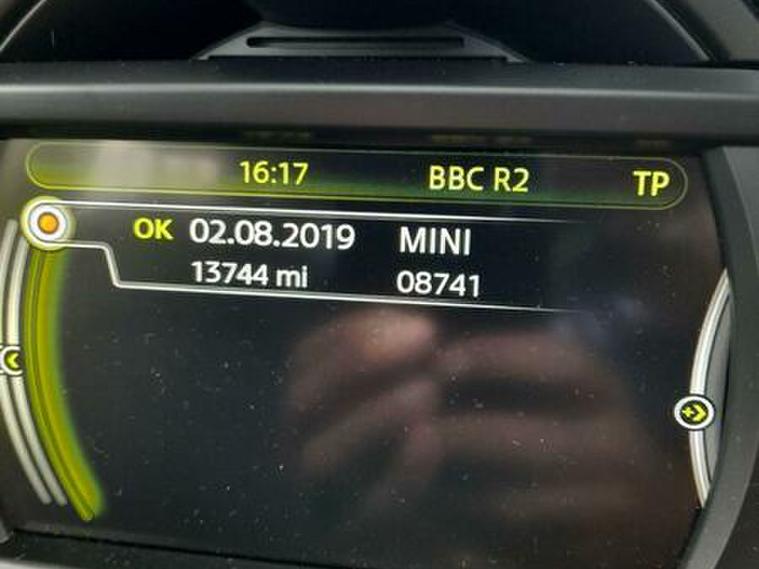 16:17 BBC R2 TP
OK 02.08.2019 MINI
13744 mi 08741